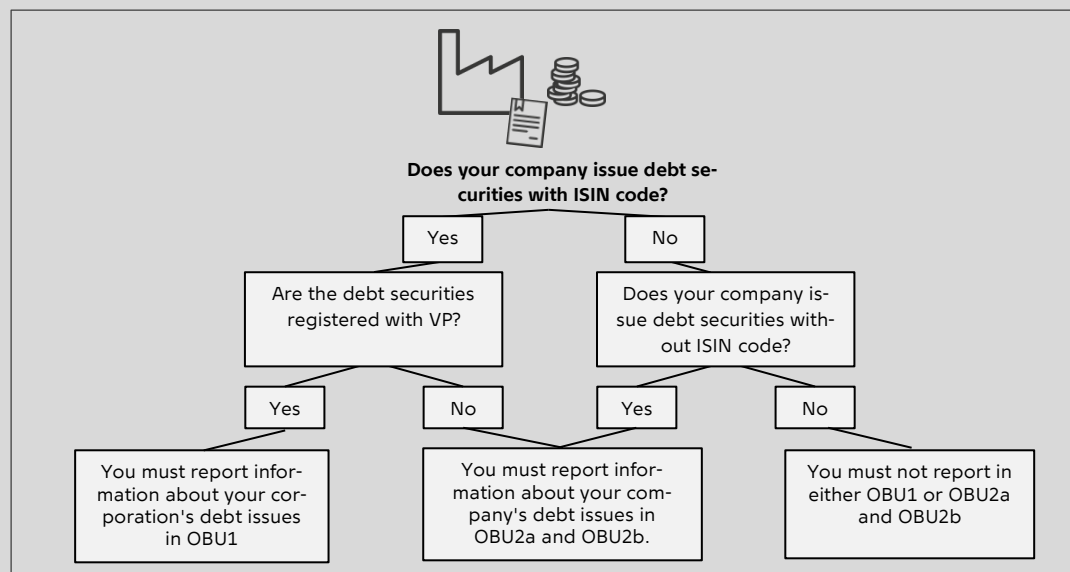 Does your company issue debt se-
curities with ISIN code?
Yes
No
Are the debt securities
registered with VP?
Does your company is-
sue debt securities with-
out ISIN code?
Yes
No
Yes
No
You must report infor-
mation about your cor-
poration's debt issues
in OBU1
You must report infor-
mation about your com-
pany's debt issues in
OBU2a and OBU2b.
You must not report in
either OBU1 or OBU2a
and OBU2b